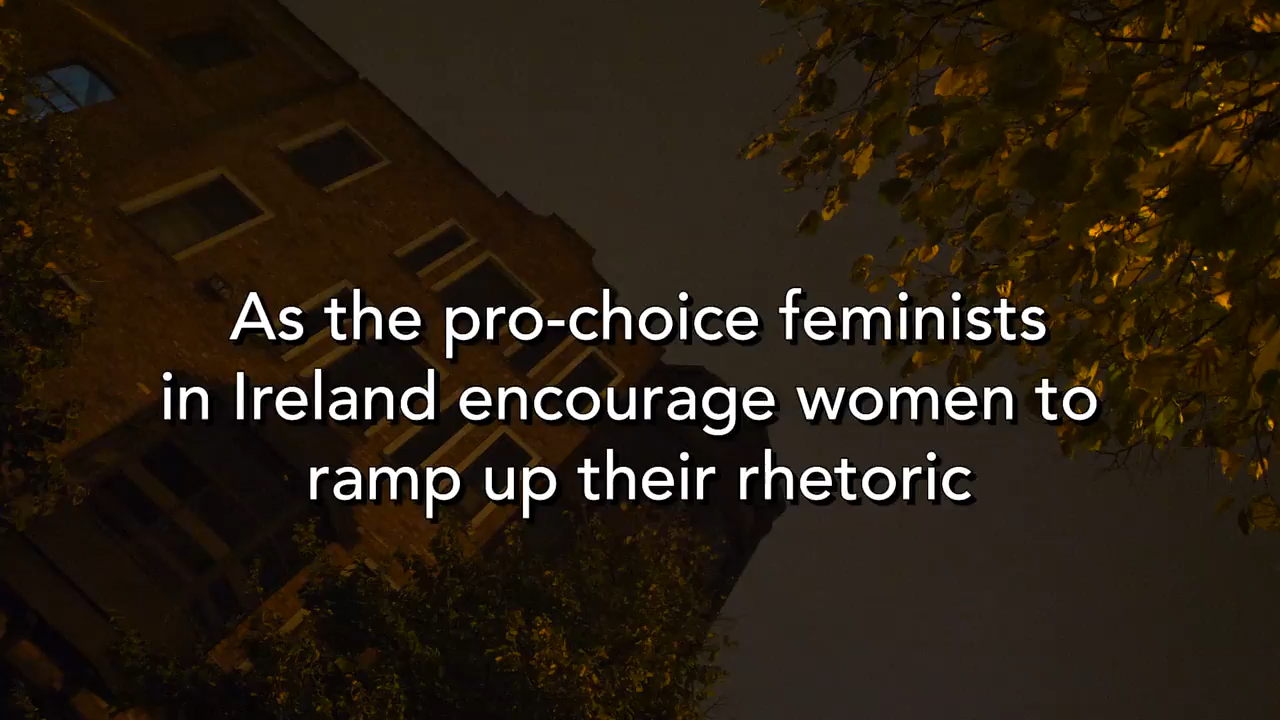 As the pro-choice feminists
in Ireland encourage women to
ramp up their rhetoric